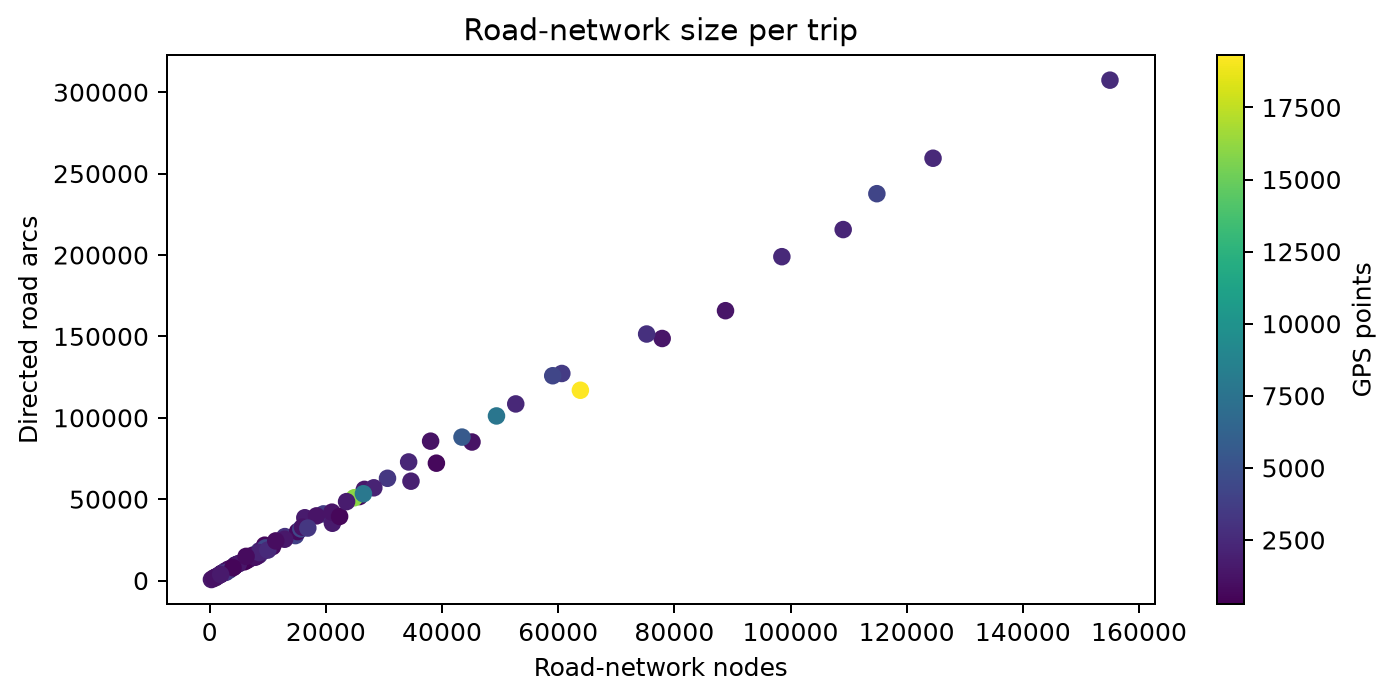 Road-network size per trip
300000
250000
200000
150000
100000
50000
0
Directed road arcs
0 20000 40000 60000 80000 100000 120000 140000 160000
Road-network nodes
17500
15000
12500
10000
7500
5000
2500
GPS points